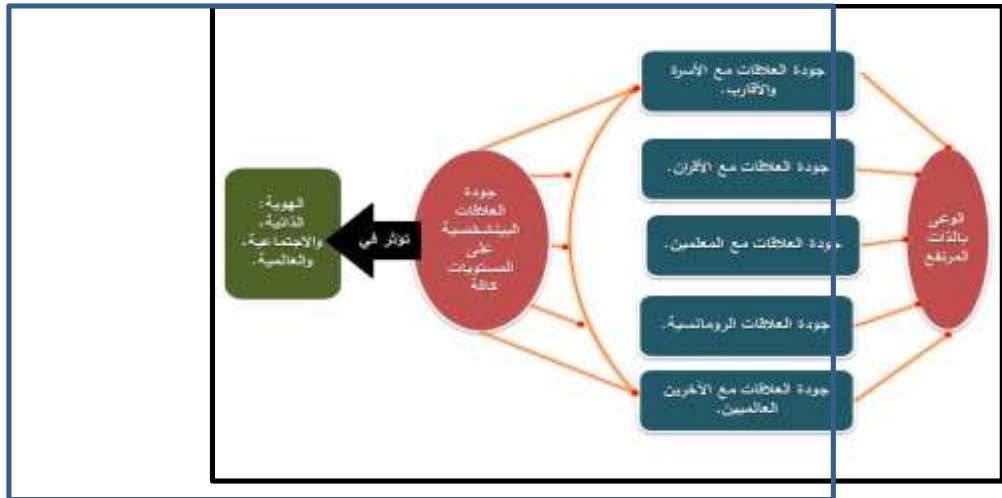 الوعى
بالذات
المرتفع
جودة العلاقات مع الأسرة
والأقارب.
جودة العلاقات مع الأقران.
جودة العلاقات مع المعلمين.
جودة العلاقات الرومانسية.
جودة العلاقات مع الآخرين
العالميين.
جودة
العلاقات
البينشخصية
على
المستويات
كافة
تؤثر في
الهوية:
الذاتية،
والاجتماعية،
والعالمية.